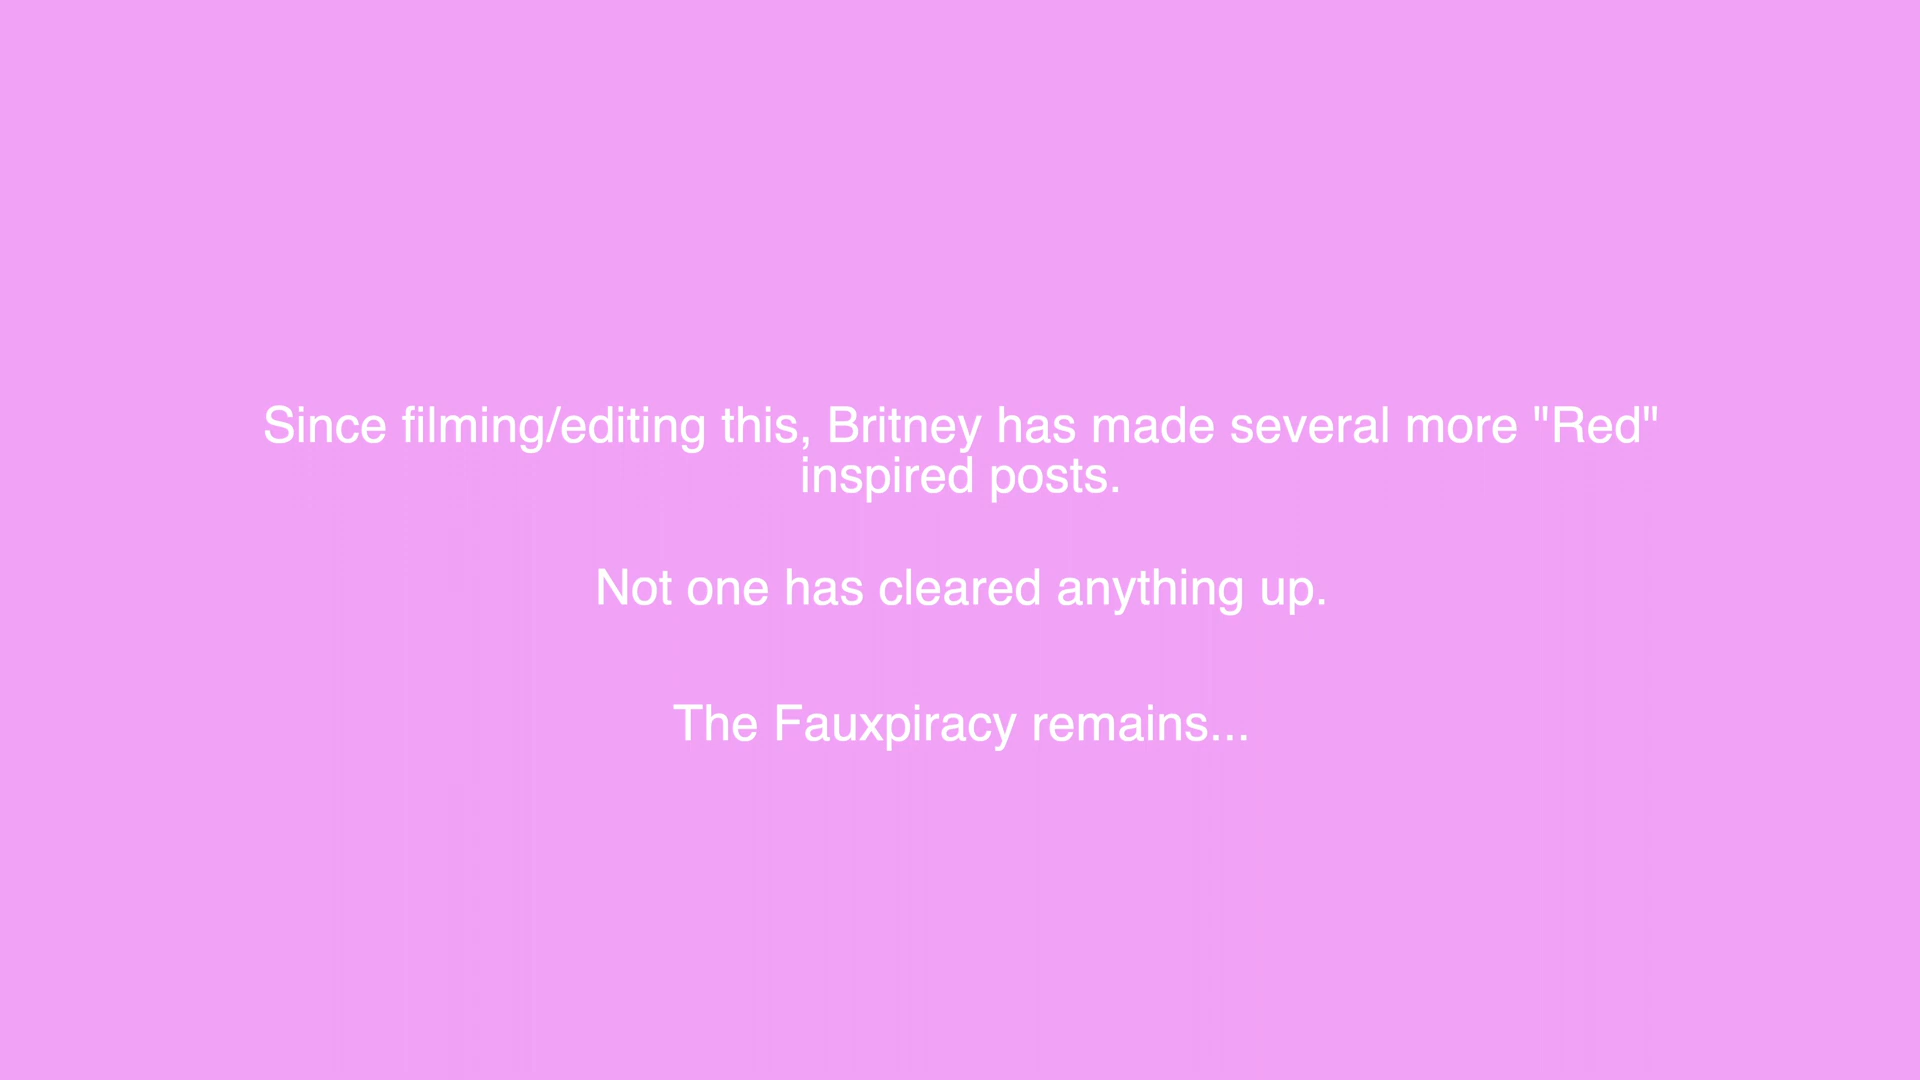 Since filming/editing this, Britney has made several more "Red"
inspired posts.
Not one has cleared anything up.
The Fauxpiracy remains...